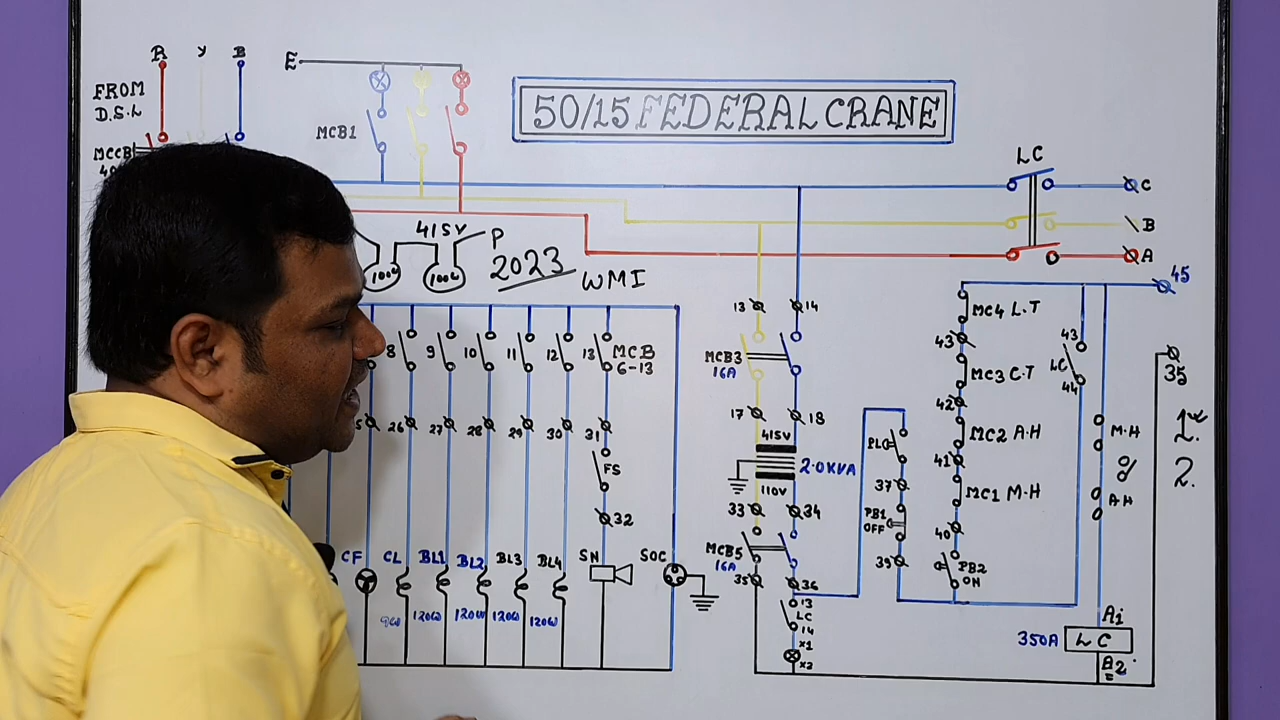 R Y B
FROM
D.S.L
MCCB
E
MCB1
50/15 FEDERAL CRANE
LC
C
B
A
415V
P
100W
100W
2023
WMI
8 9 10 11 12 13 MCB
6-13
26 27 28 29 30 31
FS
32
CF CL BL1 BL2 BL3 BL4 SN SOC
120W 120W 120W 120W
13 14
MCB3
16A
17 18
415V
2.0KVA
110V
33 34
MCB5
16A
35 36
13
LC
14
X1
X2
PL
37
PB1
OFF
39
MC4 L.T
43
MC3 C.T
42
MC2 A.H
41
MC1 M.H
40
PB2
ON
43
LC
44
45
M.H
A.H
35
1
2.
A1
350A LC
A2